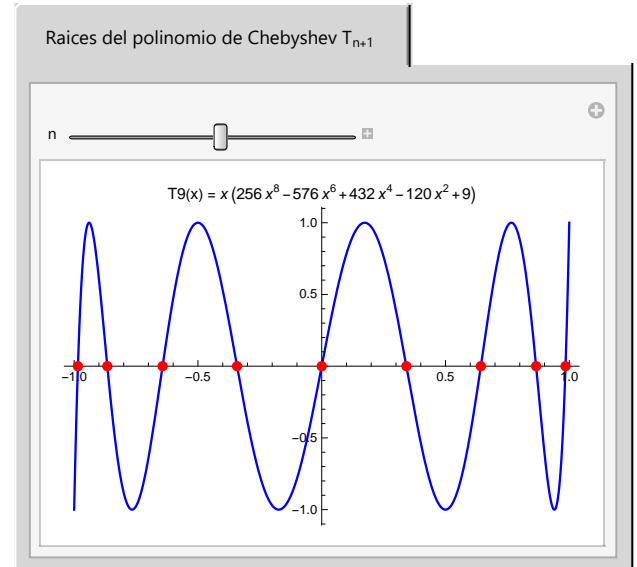 Raices del polinomio de Chebyshev Tₙ₊₁
n
T9(x) = x (256 x⁸ − 576 x⁶ + 432 x⁴ − 120 x² + 9)
1.0
0.5
−1.0 −0.5 0.5 1.0
−0.5
−1.0